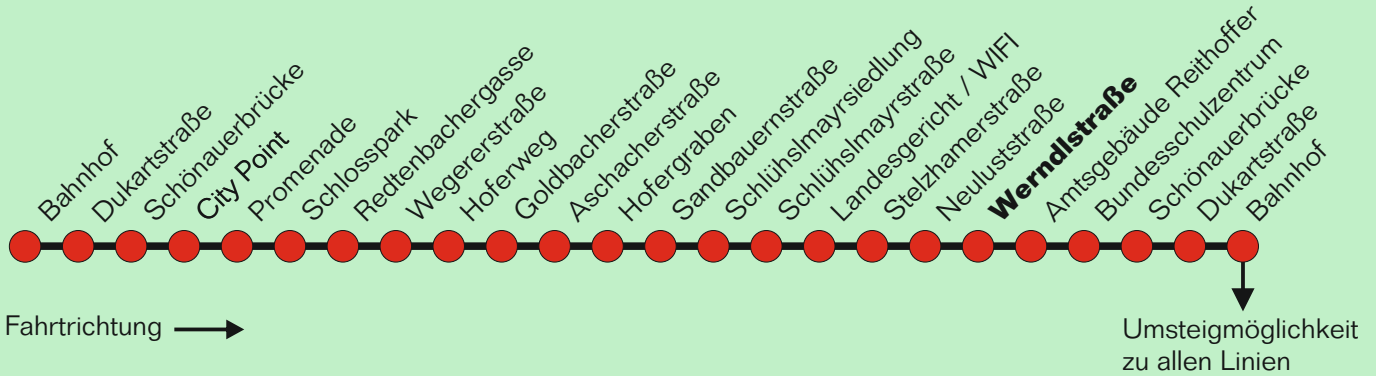 Bahnhof
Dukartstraße
Schönauerbrücke
City Point
Promenade
Schlosspark
Redtenbachergasse
Wegererstraße
Hoferweg
Goldbacherstraße
Aschacherstraße
Hofergraben
Sandbauernstraße
Schlühslmayrsiedlung
Schlühslmayrstraße
Landesgericht / WIFI
Stelzhamerstraße
Neuluststraße
Werndlstraße
Amtsgebäude Reithoffer
Bundesschulzentrum
Schönauerbrücke
Dukartstraße
Bahnhof
Fahrtrichtung
Umsteigmöglichkeit
zu allen Linien